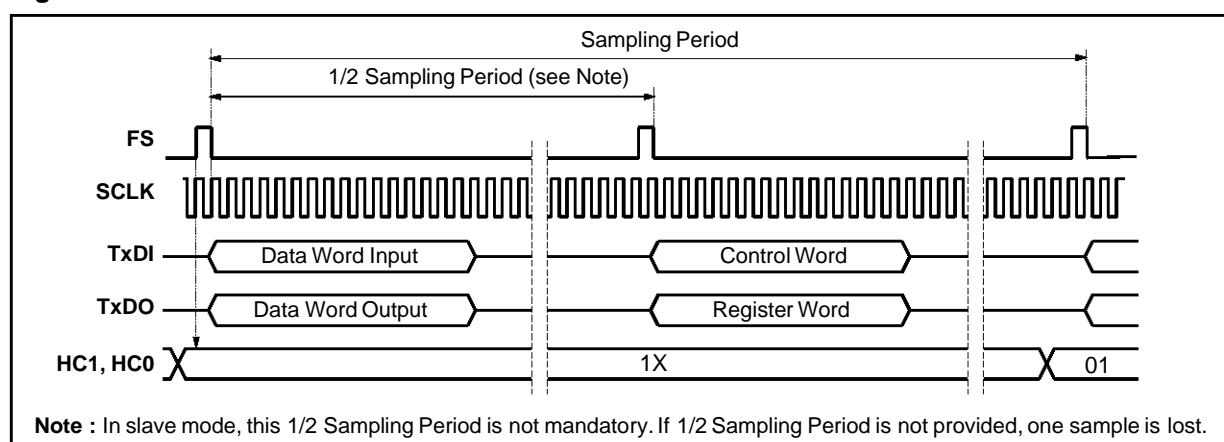 Sampling Period
1/2 Sampling Period (see Note)
FS
SCLK
TxDI
Data Word Input
Control Word
TxDO
Data Word Output
Register Word
HC1, HC0
1X
01
Note : In slave mode, this 1/2 Sampling Period is not mandatory. If 1/2 Sampling Period is not provided, one sample is lost.